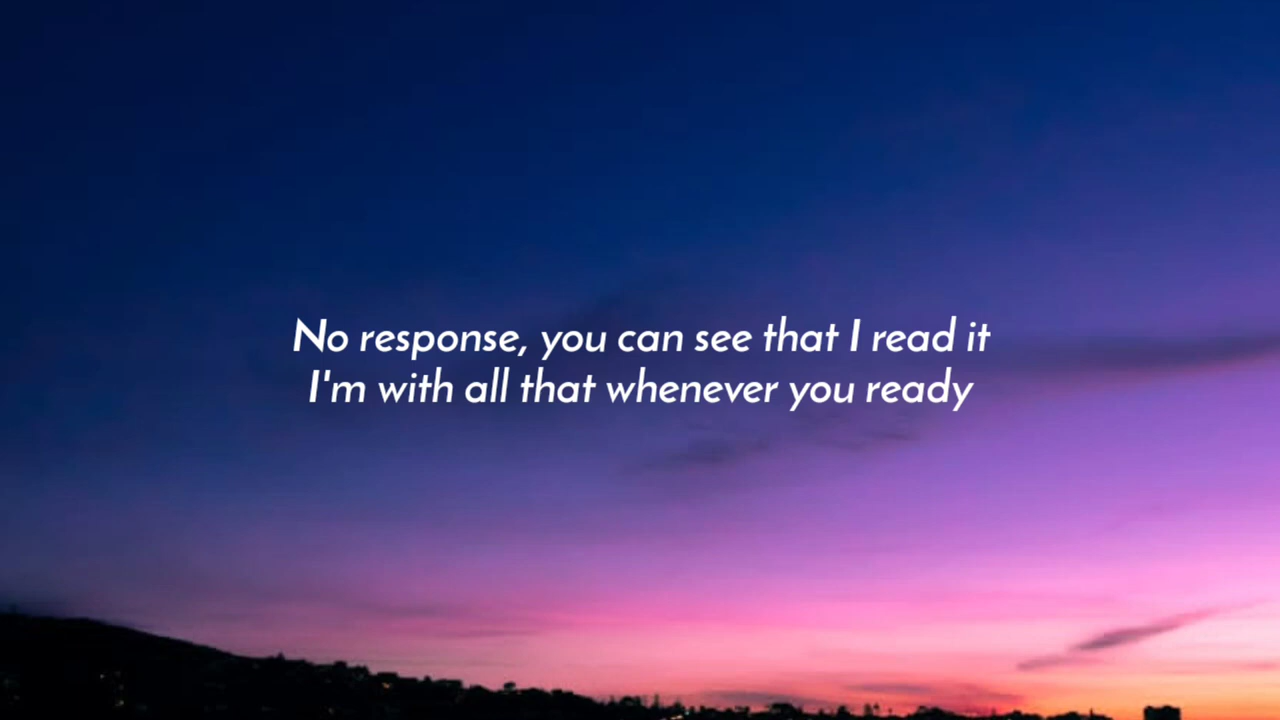 No response, you can see that I read it
I'm with all that whenever you ready